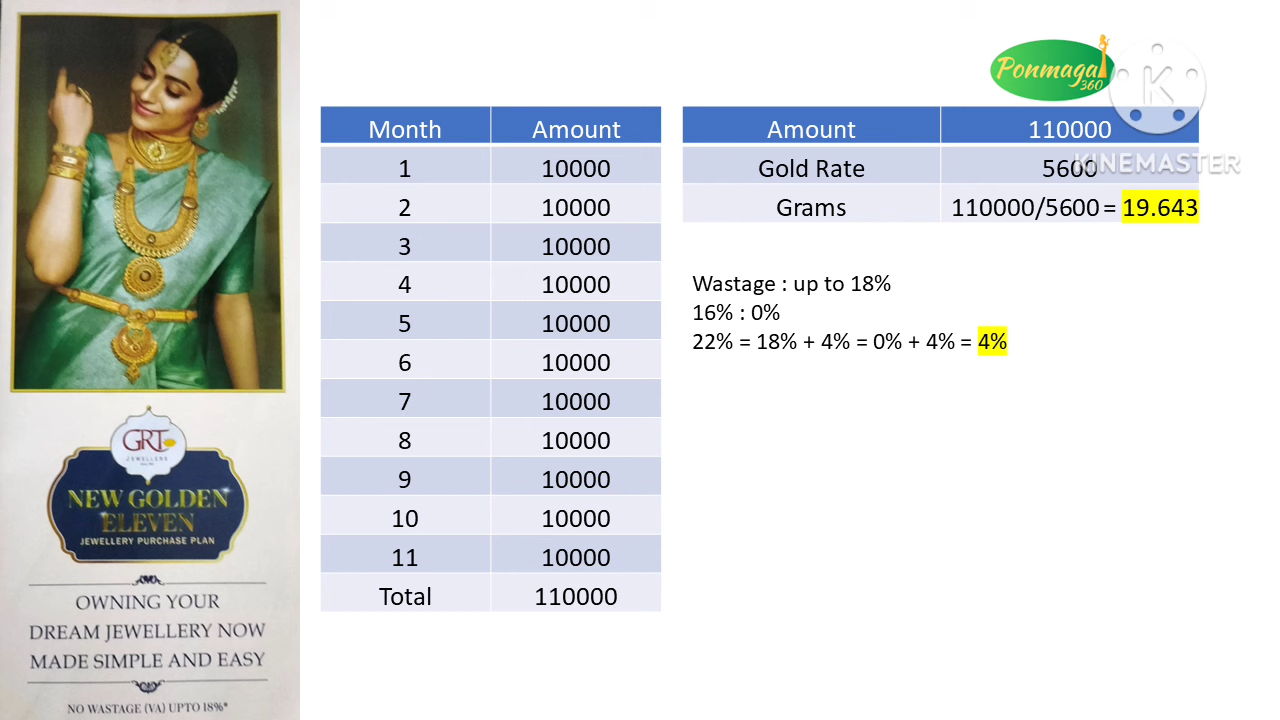 GRT
JEWELLERS
NEW GOLDEN
ELEVEN
JEWELLERY PURCHASE PLAN
OWNING YOUR
DREAM JEWELLERY NOW
MADE SIMPLE AND EASY
NO WASTAGE (VA) UPTO 18%*
Month Amount
1 10000
2 10000
3 10000
4 10000
5 10000
6 10000
7 10000
8 10000
9 10000
10 10000
11 10000
Total 110000
Ponmagal
360
K
KINEMASTER
Amount 110000
Gold Rate 5600
Grams 110000/5600 = 19.643
Wastage : up to 18%
16% : 0%
22% = 18% + 4% = 0% + 4% = 4%